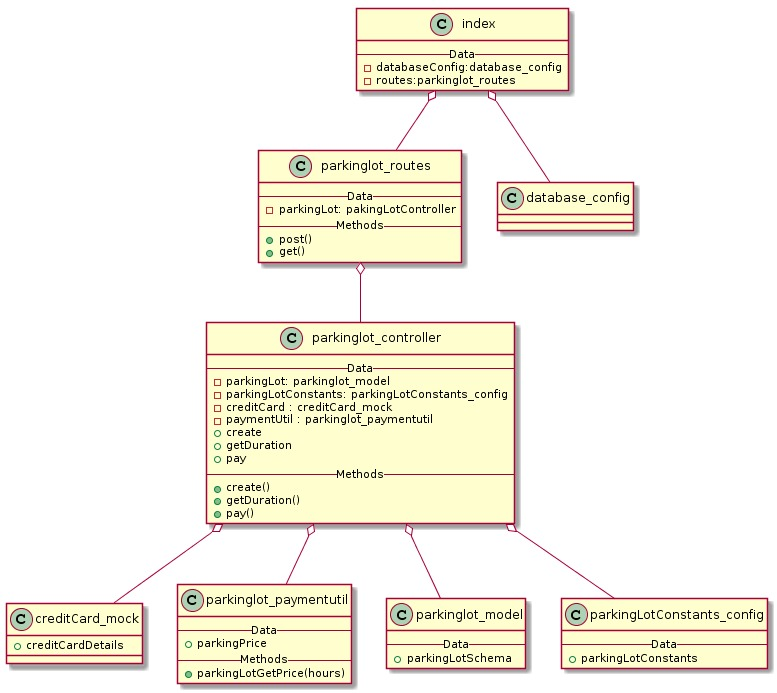 C index
Data
databaseConfig:database_config
routes:parkinglot_routes
C parkinglot_routes
Data
parkingLot: pakingLotController
Methods
post()
get()
C database_config
C parkinglot_controller
Data
parkingLot: parkinglot_model
parkingLotConstants: parkingLotConstants_config
creditCard : creditCard_mock
paymentUtil : parkinglot_paymentutil
create
getDuration
pay
Methods
create()
getDuration()
pay()
C creditCard_mock
creditCardDetails
C parkinglot_paymentutil
Data
parkingPrice
Methods
parkingLotGetPrice(hours)
C parkinglot_model
Data
parkingLotSchema
C parkingLotConstants_config
Data
parkingLotConstants